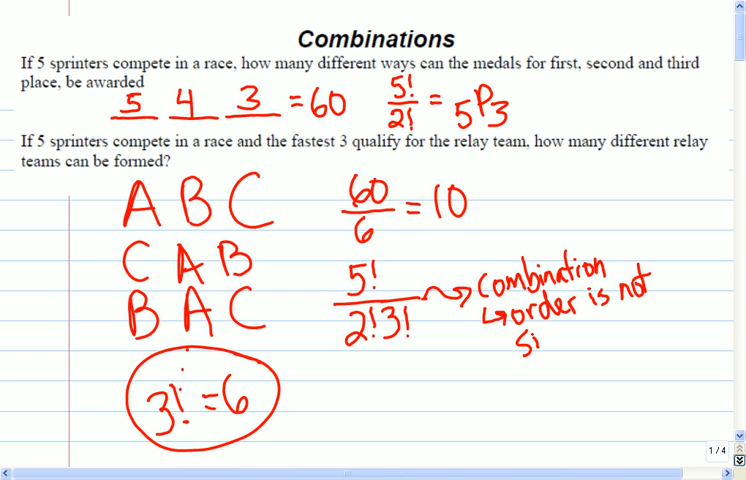 Combinations
If 5 sprinters compete in a race, how many different ways can the medals for first, second and third
place, be awarded
5 4 3 = 60 5!/2! = 5P3
If 5 sprinters compete in a race and the fastest 3 qualify for the relay team, how many different relay
teams can be formed?
A B C 60/6 = 10
C A B
B A C 5!/2!3! → combination
↳ order is not
si
3! = 6
1 / 4